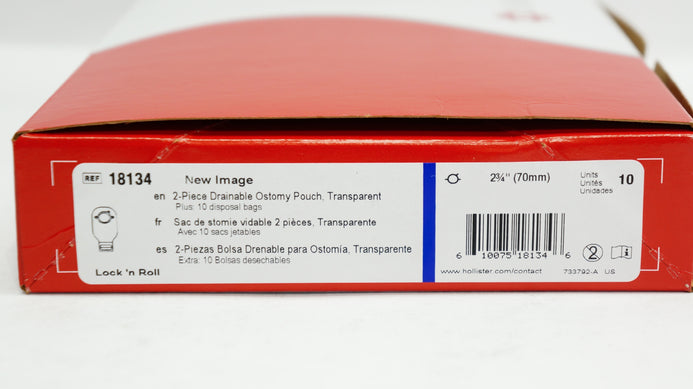 REF 18134 New Image
en 2-Piece Drainable Ostomy Pouch, Transparent
Plus: 10 disposal bags
fr Sac de stomie vidable 2 pièces, Transparente
Avec 10 sacs jetables
es 2-Piezas Bolsa Drenable para Ostomía, Transparente
Extra: 10 Bolsas desechables
Lock 'n Roll
2¾" (70mm)
Units
Unités
Unidades
10
6 10075 18134 6
2
i
www.hollister.com/contact 733792-A US